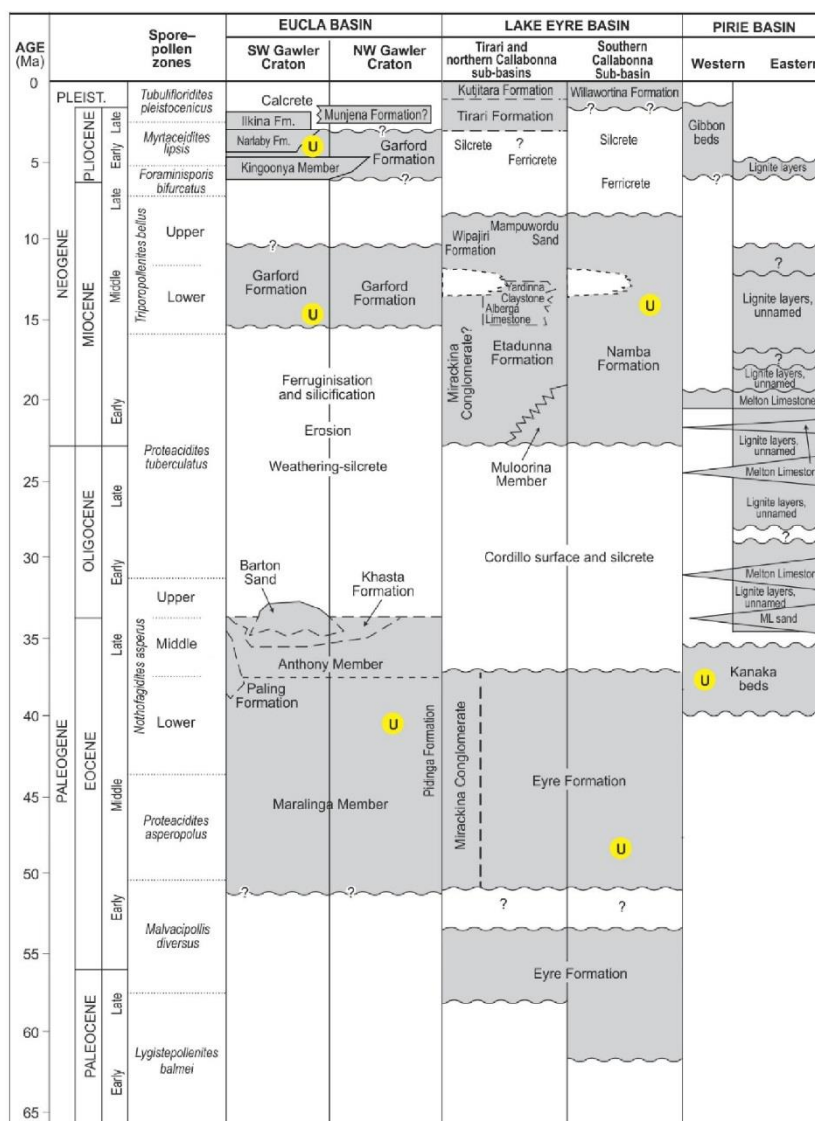 EUCLA BASIN
LAKE EYRE BASIN
PIRIE BASIN
AGE
(Ma)
Spore–
pollen
zones
SW Gawler
Craton
NW Gawler
Craton
Tirari and
northern Callabonna
sub-basins
Southern
Callabonna
Sub-basin
Western
Eastern
0
5
10
15
20
25
30
35
40
45
50
55
60
65
NEOGENE
PALEOGENE
PLEIST.
PLIOCENE
MIOCENE
OLIGOCENE
EOCENE
PALEOCENE
Late
Early
Late
Middle
Early
Late
Early
Late
Middle
Early
Late
Early
Tubulifloridites
pleistocenicus
Myrtaceidites
lipsis
Foraminisporis
bifurcatus
Triporopollenites bellus
Upper
Lower
Proteacidites
tuberculatus
Nothofagidites asperus
Upper
Middle
Lower
Proteacidites
asperopolus
Malvacipollis
diversus
Lygistepollenites
balmei
Calcrete
Ilkina Fm.
Munjena Formation?
Narlaby Fm.
U
?
Garford
Formation
Kingoonya Member
?
?
Garford
Formation
U
Garford
Formation
Ferruginisation
and silicification
Erosion
Weathering-silcrete
Barton
Sand
Khasta
Formation
Anthony Member
Paling
Formation
U
Pidinga Formation
Maralinga Member
?
?
Kutjitara Formation
Tirari Formation
Silcrete
?
Ferricrete
Willawortina Formation
?
?
Silcrete
Ferricrete
Mampuwordu
Sand
Wipajiri
Formation
Yardinna
Claystone
Alberga
Limestone
Mirackina
Conglomerate?
Etadunna
Formation
U
Namba
Formation
Muloorina
Member
Cordillo surface and silcrete
Mirackina Conglomerate
Eyre Formation
U
?
?
Eyre Formation
Gibbon
beds
?
Lignite layers
?
Lignite layers,
unnamed
?
Lignite layers,
unnamed
Melton Limestone
Lignite layers,
unnamed
Melton Limeston
Lignite layers,
unnamed
?
Melton Limeston
Lignite layers,
unnamed
ML sand
U
Kanaka
beds